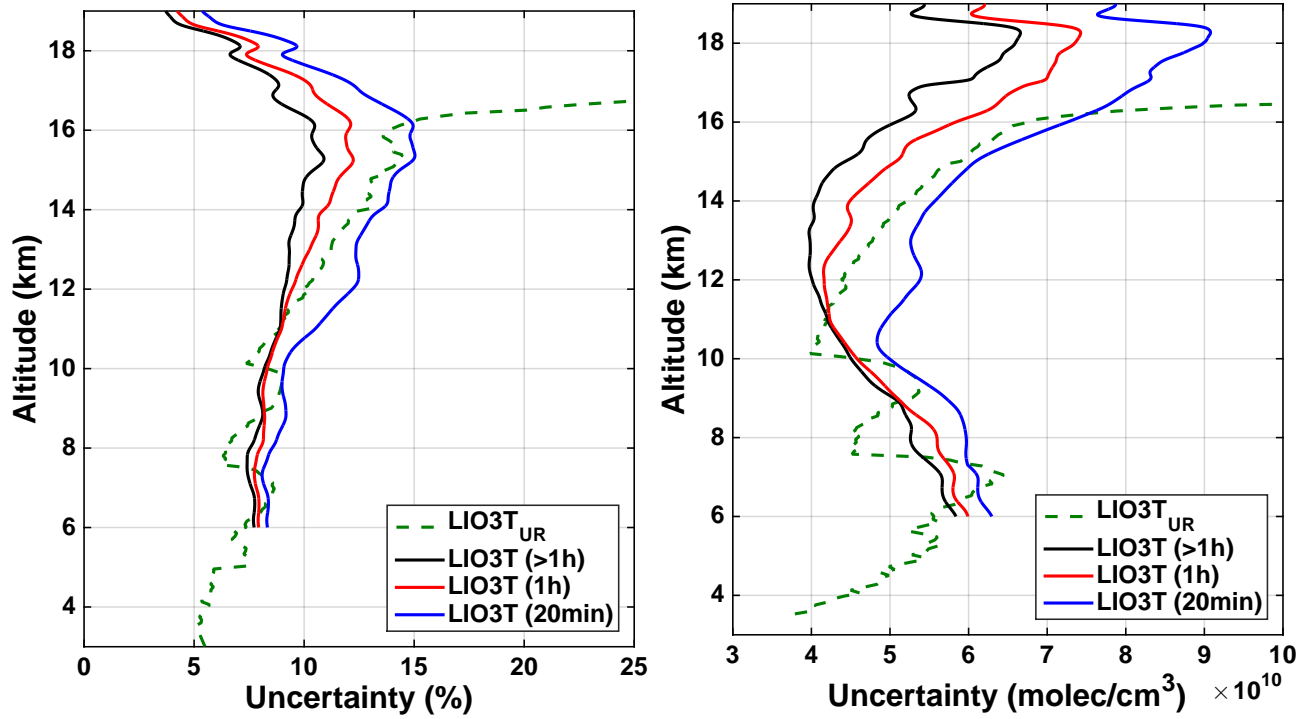 18
16
14
12
10
8
6
4
Altitude (km)
0
5
10
15
20
25
Uncertainty (%)
LIO3T_UR
LIO3T (>1h)
LIO3T (1h)
LIO3T (20min)
18
16
14
12
10
8
6
4
Altitude (km)
3
4
5
6
7
8
9
10
Uncertainty (molec/cm³)
×10¹⁰
LIO3T_UR
LIO3T (>1h)
LIO3T (1h)
LIO3T (20min)